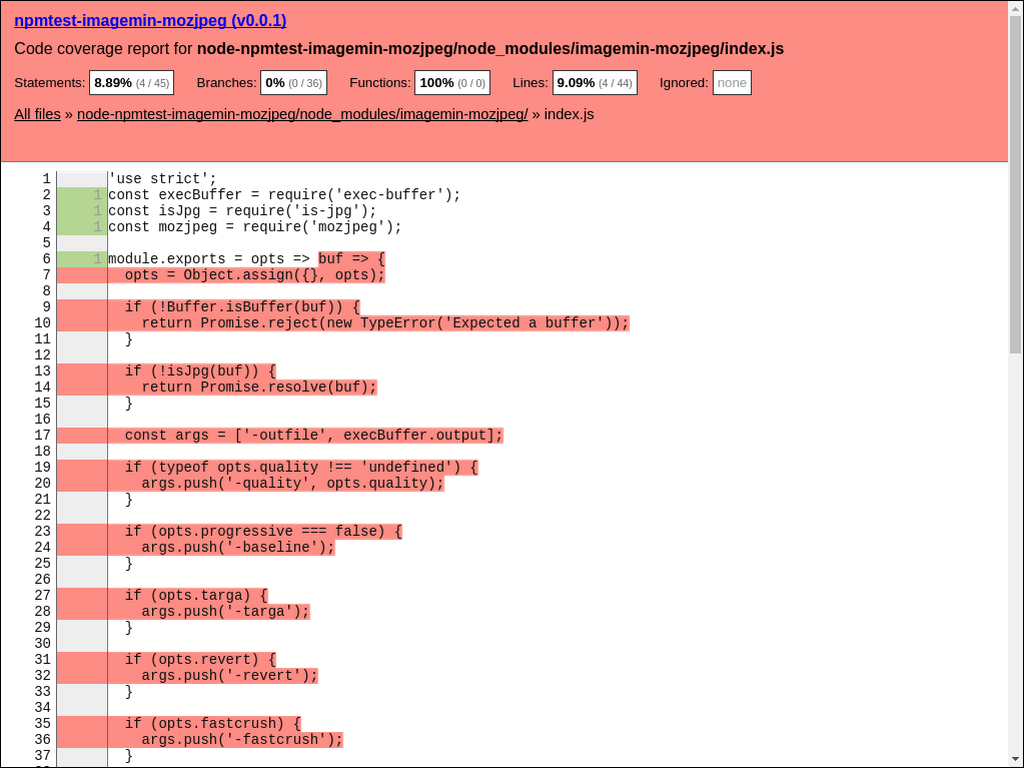 npmtest-imagemin-mozjpeg (v0.0.1)
Code coverage report for node-npmtest-imagemin-mozjpeg/node_modules/imagemin-mozjpeg/index.js
Statements: 8.89% (4 / 45) Branches: 0% (0 / 36) Functions: 100% (0 / 0) Lines: 9.09% (4 / 44) Ignored: none
All files » node-npmtest-imagemin-mozjpeg/node_modules/imagemin-mozjpeg/ » index.js
1 'use strict';
2 1 const execBuffer = require('exec-buffer');
3 1 const isJpg = require('is-jpg');
4 1 const mozjpeg = require('mozjpeg');
5
6 1 module.exports = opts => buf => {
7 opts = Object.assign({}, opts);
8
9 if (!Buffer.isBuffer(buf)) {
10 return Promise.reject(new TypeError('Expected a buffer'));
11 }
12
13 if (!isJpg(buf)) {
14 return Promise.resolve(buf);
15 }
16
17 const args = ['-outfile', execBuffer.output];
18
19 if (typeof opts.quality !== 'undefined') {
20 args.push('-quality', opts.quality);
21 }
22
23 if (opts.progressive === false) {
24 args.push('-baseline');
25 }
26
27 if (opts.targa) {
28 args.push('-targa');
29 }
30
31 if (opts.revert) {
32 args.push('-revert');
33 }
34
35 if (opts.fastcrush) {
36 args.push('-fastcrush');
37 }